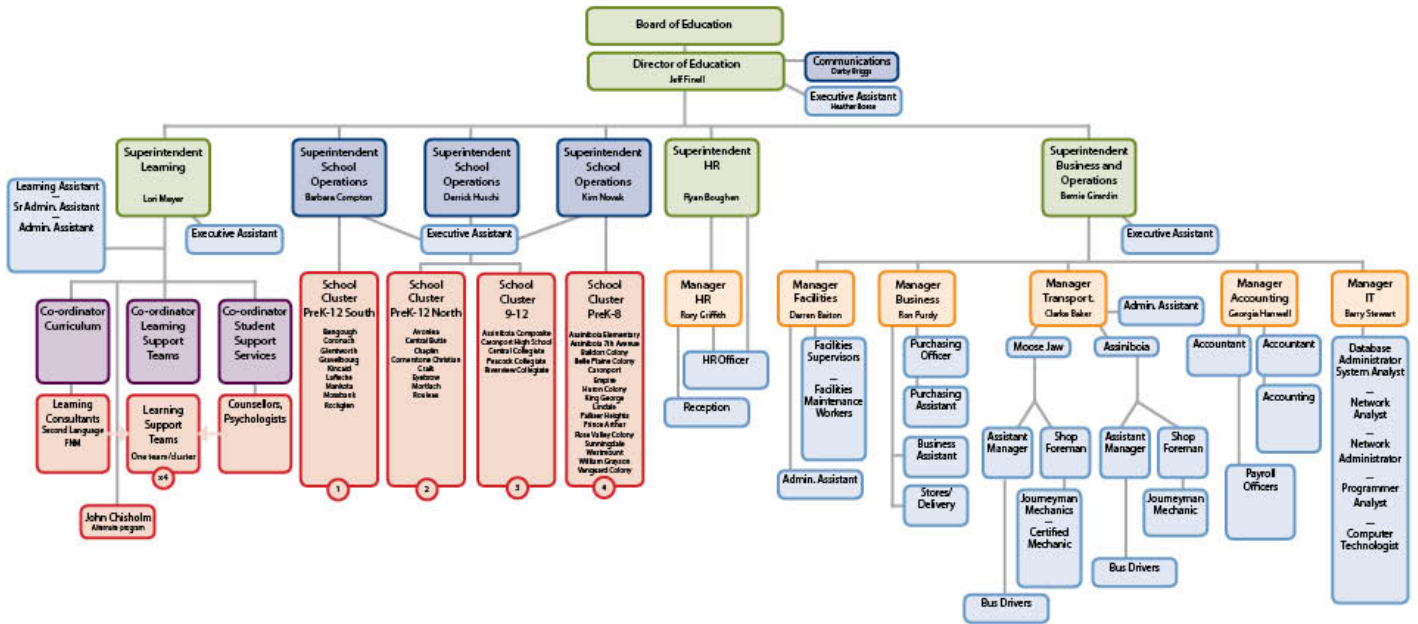 Board of Education
Director of Education
Jeff Finell
Communications
Darby Briggs
Executive Assistant
Heather Boese
Superintendent
Learning
Lori Meyer
Superintendent
School
Operations
Barbara Compton
Superintendent
School
Operations
Derrick Huschi
Superintendent
School
Operations
Kim Novak
Superintendent
HR
Ryan Boughen
Superintendent
Business and
Operations
Bernie Girardin
Learning Assistant
—
Sr Admin. Assistant
—
Admin. Assistant
Executive Assistant
Executive Assistant
Executive Assistant
Co-ordinator
Curriculum
Co-ordinator
Learning
Support
Teams
Co-ordinator
Student
Support
Services
Learning
Consultants
Second Language
FNM
Learning
Support
Teams
One team/cluster
x4
Counsellors,
Psychologists
John Chisholm
Alternate program
School
Cluster
PreK-12 South
Bengough
Coronach
Glentworth
Gravelbourg
Kincaid
Lafleche
Mankota
Mossbank
Rockglen
1
School
Cluster
PreK-12 North
Avonlea
Central Butte
Chaplin
Cornerstone Christian
Craik
Eyebrow
Mortlach
Rouleau
2
School
Cluster
9-12
Assiniboia Composite
Caronport High School
Central Collegiate
Peacock Collegiate
Riverview Collegiate
3
School
Cluster
PreK-8
Assiniboia Elementary
Assiniboia 7th Avenue
Baildon Colony
Belle Plaine Colony
Caronport
Empire
Huron Colony
King George
Lindale
Palliser Heights
Prince Arthur
Rose Valley Colony
Sunningdale
Westmount
William Grayson
Vanguard Colony
4
Manager
HR
Rory Griffith
HR Officer
Reception
Manager
Facilities
Darren Baiton
Facilities
Supervisors
—
Facilities
Maintenance
Workers
Admin. Assistant
Manager
Business
Ron Purdy
Purchasing
Officer
Purchasing
Assistant
Business
Assistant
Stores/
Delivery
Manager
Transport.
Clarke Baker
Admin. Assistant
Moose Jaw
Assiniboia
Assistant
Manager
Shop
Foreman
Journeyman
Mechanics
—
Certified
Mechanic
Bus Drivers
Assistant
Manager
Shop
Foreman
Journeyman
Mechanic
Bus Drivers
Manager
Accounting
Georgia Hanwell
Accountant
Accountant
Accounting
Payroll
Officers
Manager
IT
Barry Stewart
Database
Administrator
System Analyst
—
Network
Analyst
—
Network
Administrator
—
Programmer
Analyst
—
Computer
Technologist